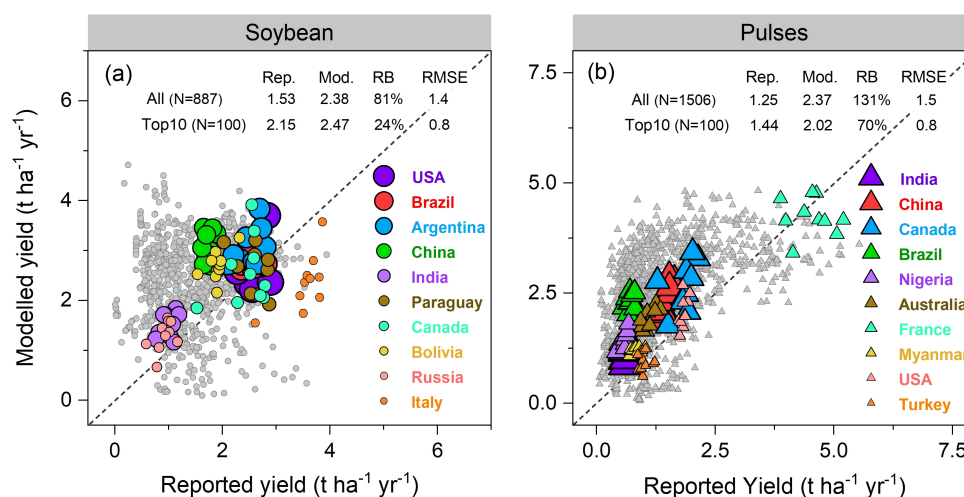 Soybean
Pulses
(a)
Rep. Mod. RB RMSE
All (N=887) 1.53 2.38 81% 1.4
Top10 (N=100) 2.15 2.47 24% 0.8
USA
Brazil
Argentina
China
India
Paraguay
Canada
Bolivia
Russia
Italy
6
4
2
0
0
2
4
6
Modelled yield (t ha⁻¹ yr⁻¹)
Reported yield (t ha⁻¹ yr⁻¹)
(b)
Rep. Mod. RB RMSE
All (N=1506) 1.25 2.37 131% 1.5
Top10 (N=100) 1.44 2.02 70% 0.8
India
China
Canada
Brazil
Nigeria
Australia
France
Myanmar
USA
Turkey
7.5
5.0
2.5
0.0
0.0
2.5
5.0
7.5
Reported Yield (t ha⁻¹ yr⁻¹)